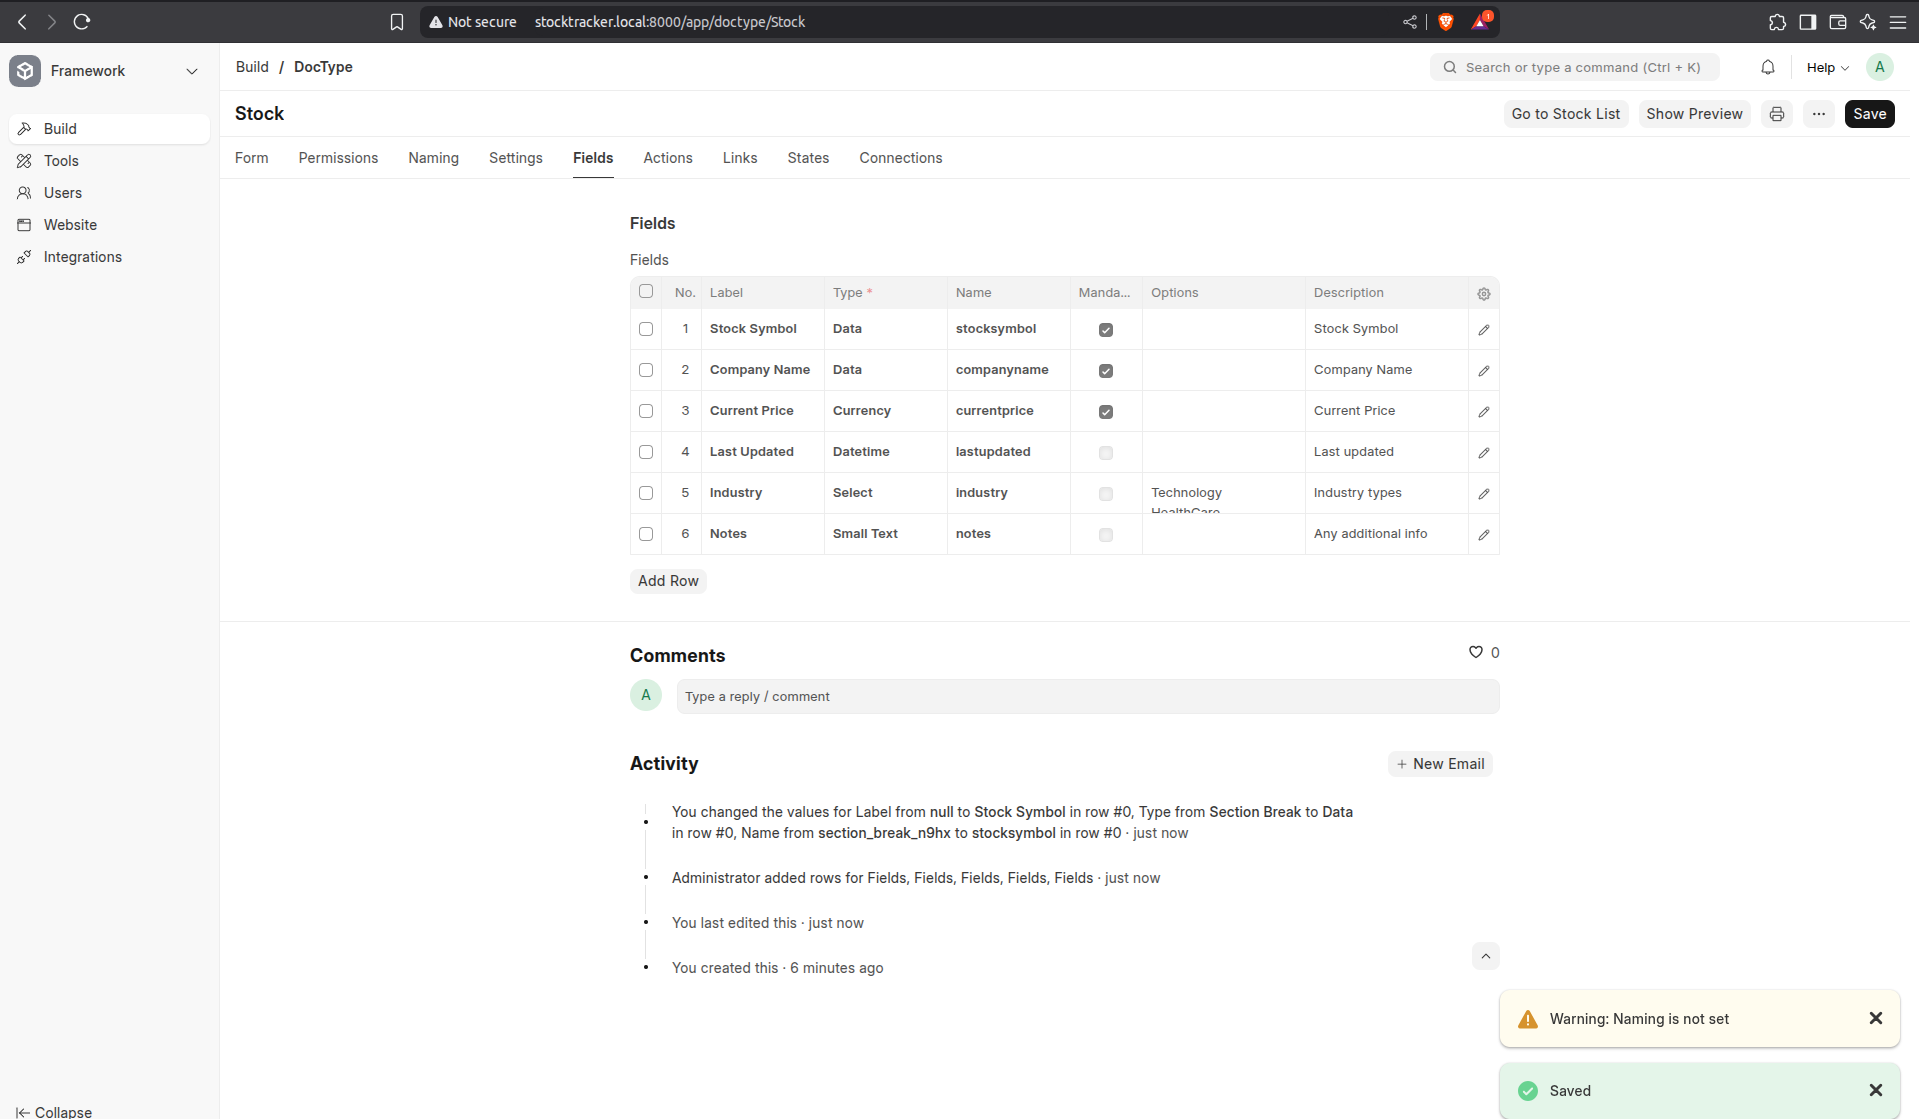 Not secure stocktracker.local:8000/app/doctype/Stock 1
Framework
Build
Tools
Users
Website
Integrations
Collapse
Build / DocType
Search or type a command (Ctrl + K)
Help
A
Stock
Go to Stock List
Show Preview
...
Save
Form Permissions Naming Settings Fields Actions Links States Connections
Fields
Fields
No. Label Type * Name Manda... Options Description
1 Stock Symbol Data stocksymbol Stock Symbol
2 Company Name Data companyname Company Name
3 Current Price Currency currentprice Current Price
4 Last Updated Datetime lastupdated Last updated
5 Industry Select industry Technology Industry types
HealthCare
6 Notes Small Text notes Any additional info
Add Row
Comments
0
A
Type a reply / comment
Activity
+ New Email
You changed the values for Label from null to Stock Symbol in row #0, Type from Section Break to Data
in row #0, Name from section_break_n9hx to stocksymbol in row #0 · just now
Administrator added rows for Fields, Fields, Fields, Fields, Fields · just now
You last edited this · just now
You created this · 6 minutes ago
Warning: Naming is not set
Saved